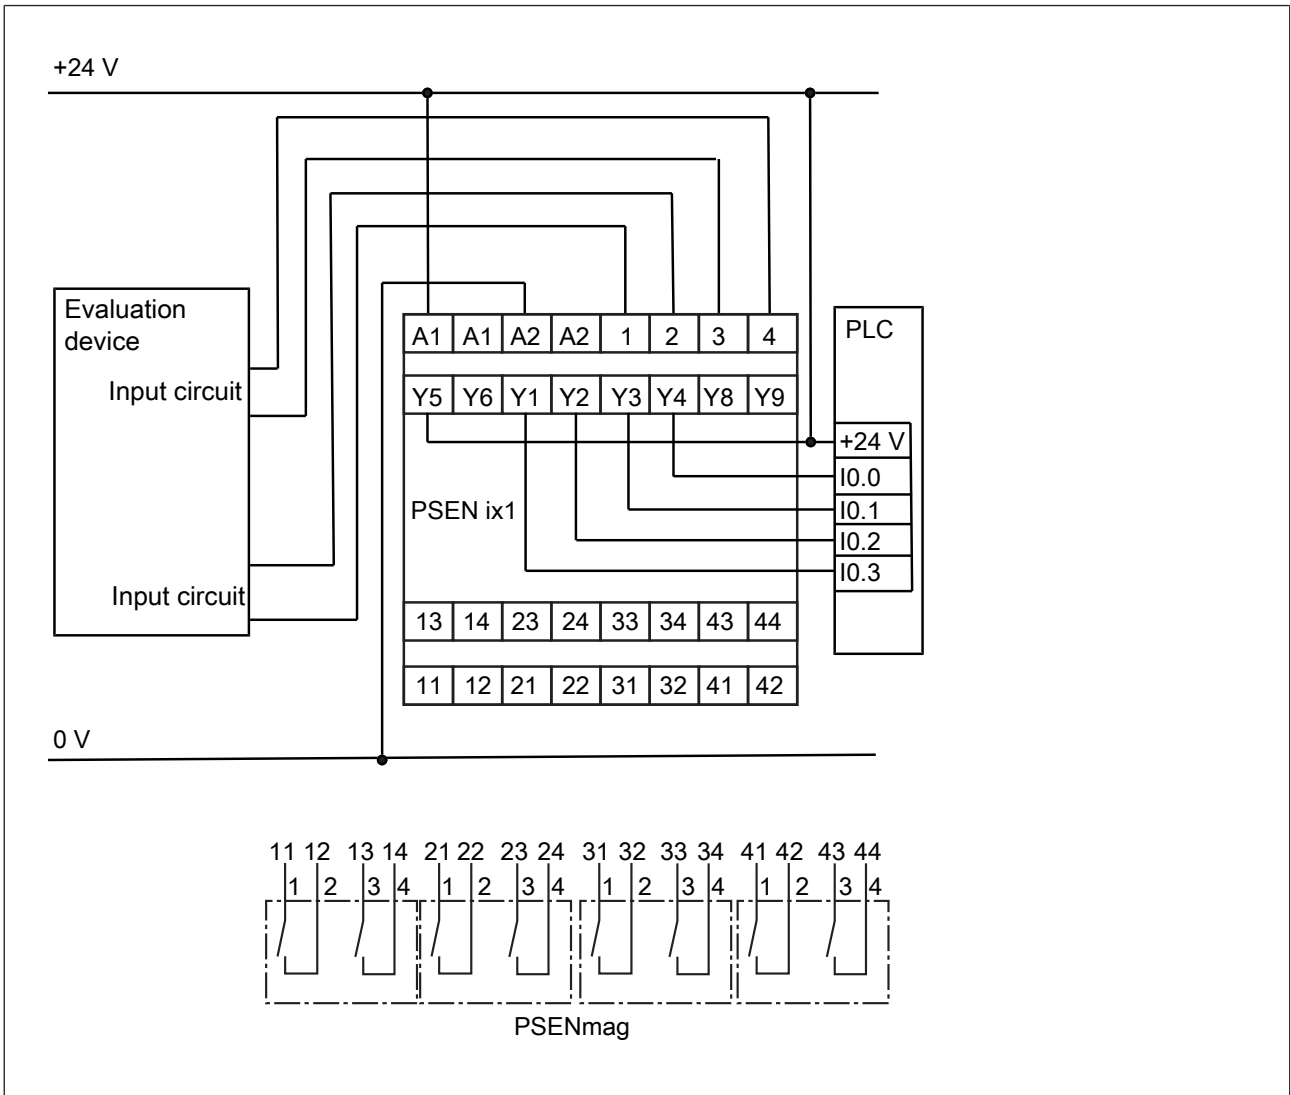 +24 V
Evaluation
device
Input circuit
Input circuit
A1 A1 A2 A2 1 2 3 4
Y5 Y6 Y1 Y2 Y3 Y4 Y8 Y9
PSEN ix1
13 14 23 24 33 34 43 44
11 12 21 22 31 32 41 42
PLC
+24 V
I0.0
I0.1
I0.2
I0.3
0 V
11 12 13 14 21 22 23 24 31 32 33 34 41 42 43 44
1 2 3 4 1 2 3 4 1 2 3 4 1 2 3 4
PSENmag